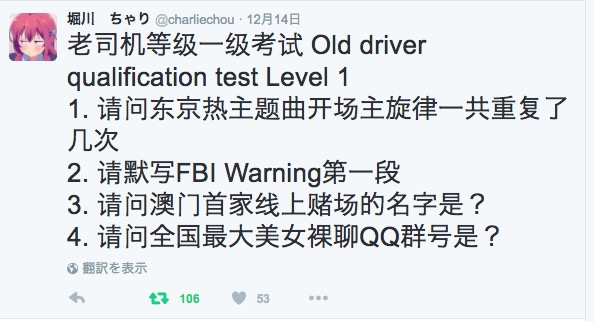 堀川 ちゃり @charliechou · 12月14日
老司机等级一级考试 Old driver
qualification test Level 1
1. 请问东京热主题曲开场主旋律一共重复了
几次
2. 请默写FBI Warning第一段
3. 请问澳门首家线上赌场的名字是？
4. 请问全国最大美女裸聊QQ群号是？
翻訳を表示
106 53